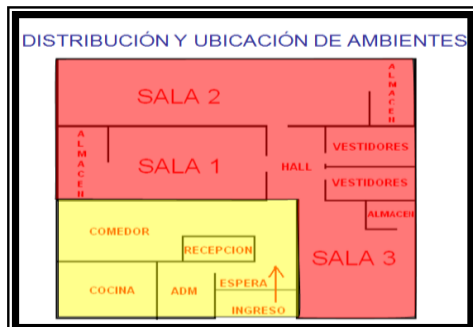 DISTRIBUCIÓN Y UBICACIÓN DE AMBIENTES
SALA 2
ALMACEN
ALMACEN
SALA 1
HALL
VESTIDORES
VESTIDORES
ALMACEN
SALA 3
COMEDOR
RECEPCION
COCINA
ADM
ESPERA
INGRESO